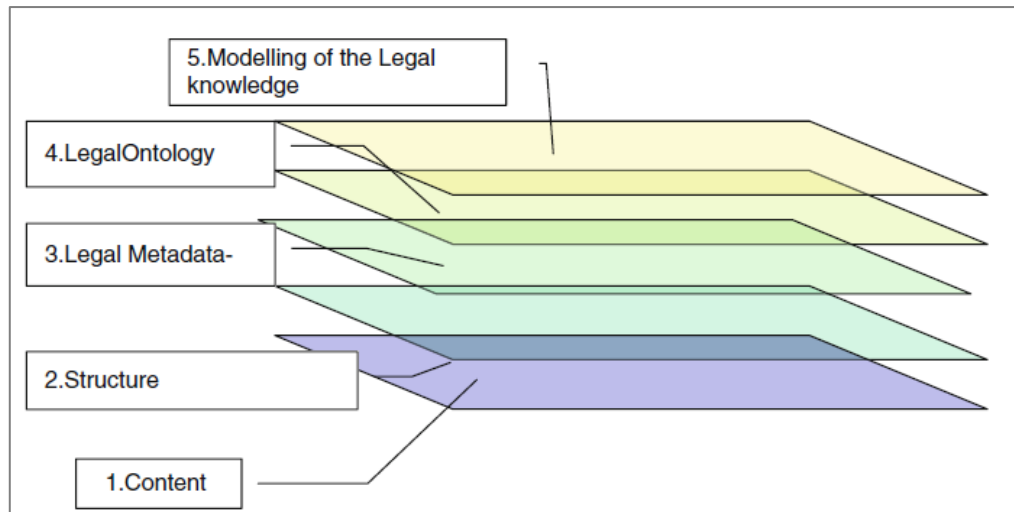 5.Modelling of the Legal
knowledge
4.LegalOntology
3.Legal Metadata-
2.Structure
1.Content